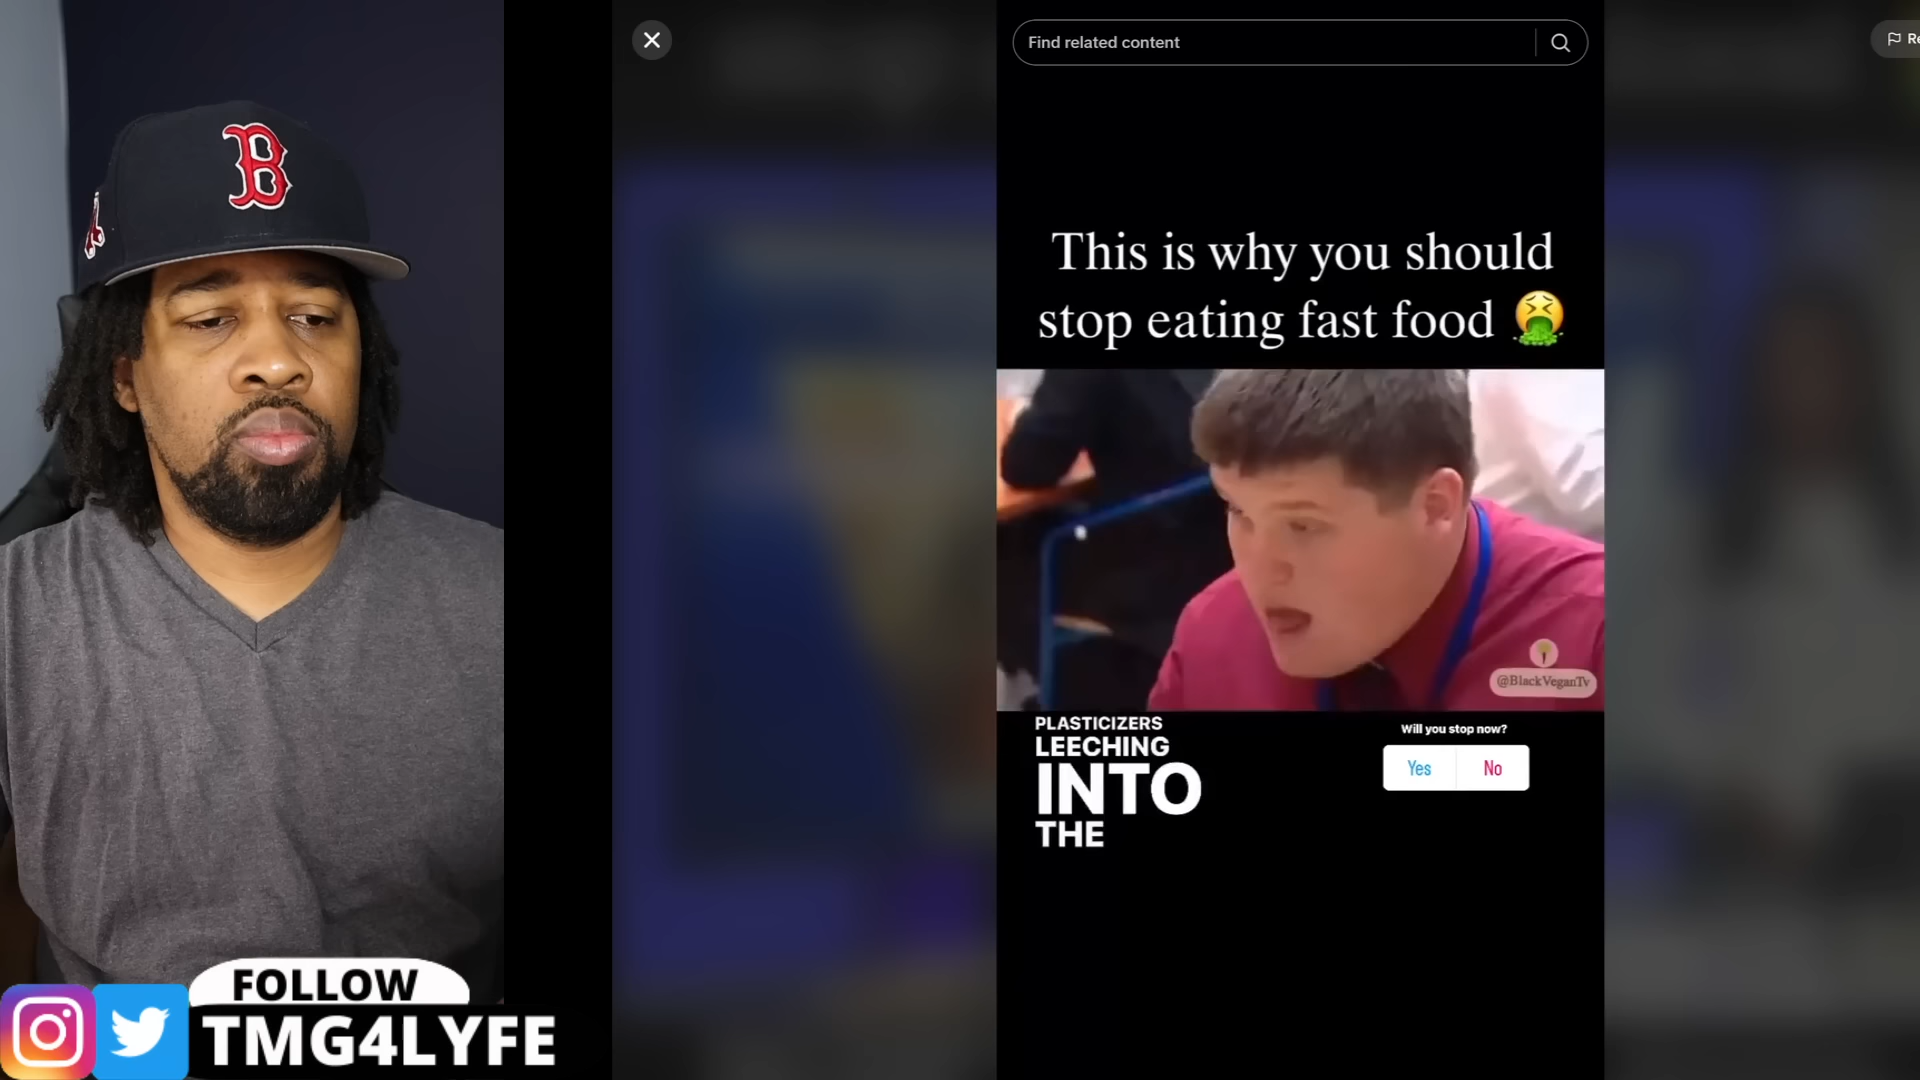 B
FOLLOW
TMG4LYFE
Find related content
Re
This is why you should
stop eating fast food
@BlackVeganTv
PLASTICIZERS
LEECHING
INTO
THE
Will you stop now?
Yes
No